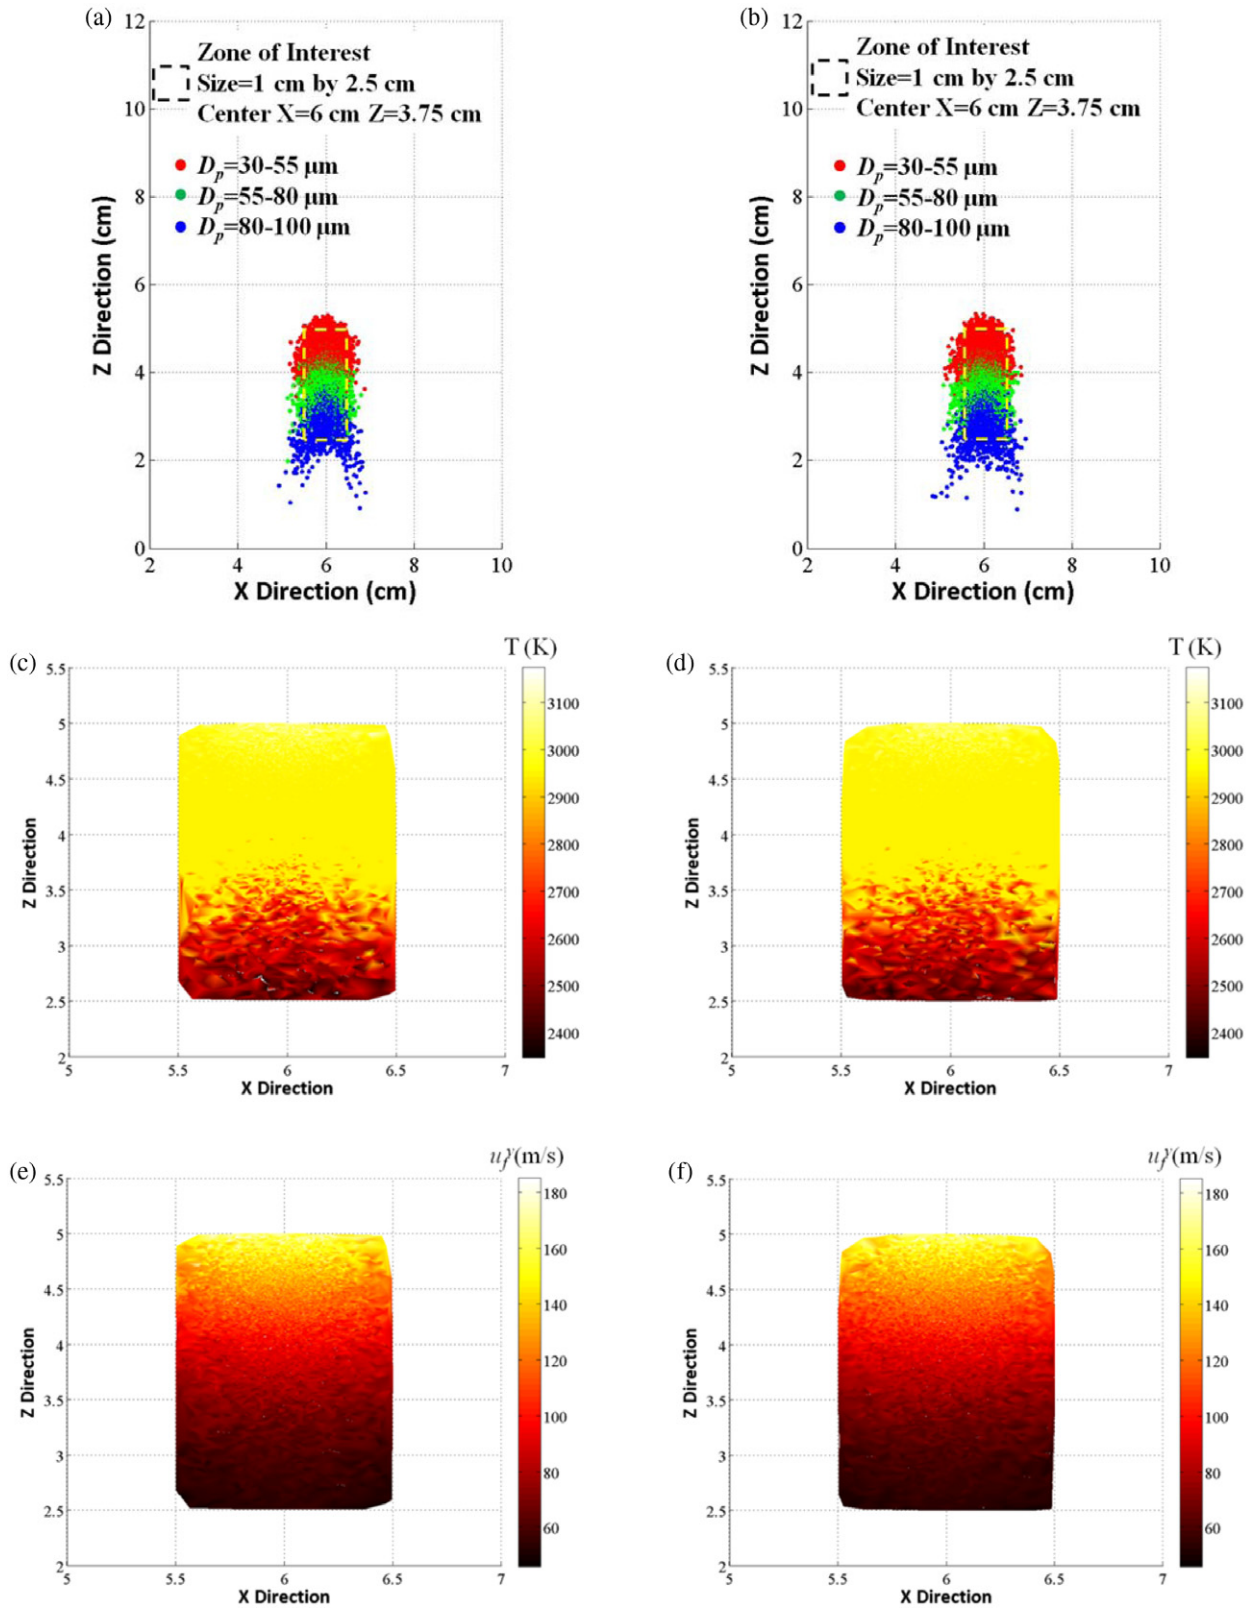 (a)
12
10
8
6
4
2
0
Z Direction (cm)
Zone of Interest
Size=1 cm by 2.5 cm
Center X=6 cm Z=3.75 cm
Dp=30-55 µm
Dp=55-80 µm
Dp=80-100 µm
2 4 6 8 10
X Direction (cm)
(b)
12
10
8
6
4
2
0
Z Direction (cm)
Zone of Interest
Size=1 cm by 2.5 cm
Center X=6 cm Z=3.75 cm
Dp=30-55 µm
Dp=55-80 µm
Dp=80-100 µm
2 4 6 8 10
X Direction (cm)
(c)
T (K)
5.5
5
4.5
4
3.5
3
2.5
2
Z Direction
5 5.5 6 6.5 7
X Direction
3100
3000
2900
2800
2700
2600
2500
2400
(d)
T (K)
5.5
5
4.5
4
3.5
3
2.5
2
Z Direction
5 5.5 6 6.5 7
X Direction
3100
3000
2900
2800
2700
2600
2500
2400
(e)
u_f^y(m/s)
5.5
5
4.5
4
3.5
3
2.5
2
Z Direction
5 5.5 6 6.5 7
X Direction
180
160
140
120
100
80
60
(f)
u_f^y(m/s)
5.5
5
4.5
4
3.5
3
2.5
2
Z Direction
5 5.5 6 6.5 7
X Direction
180
160
140
120
100
80
60